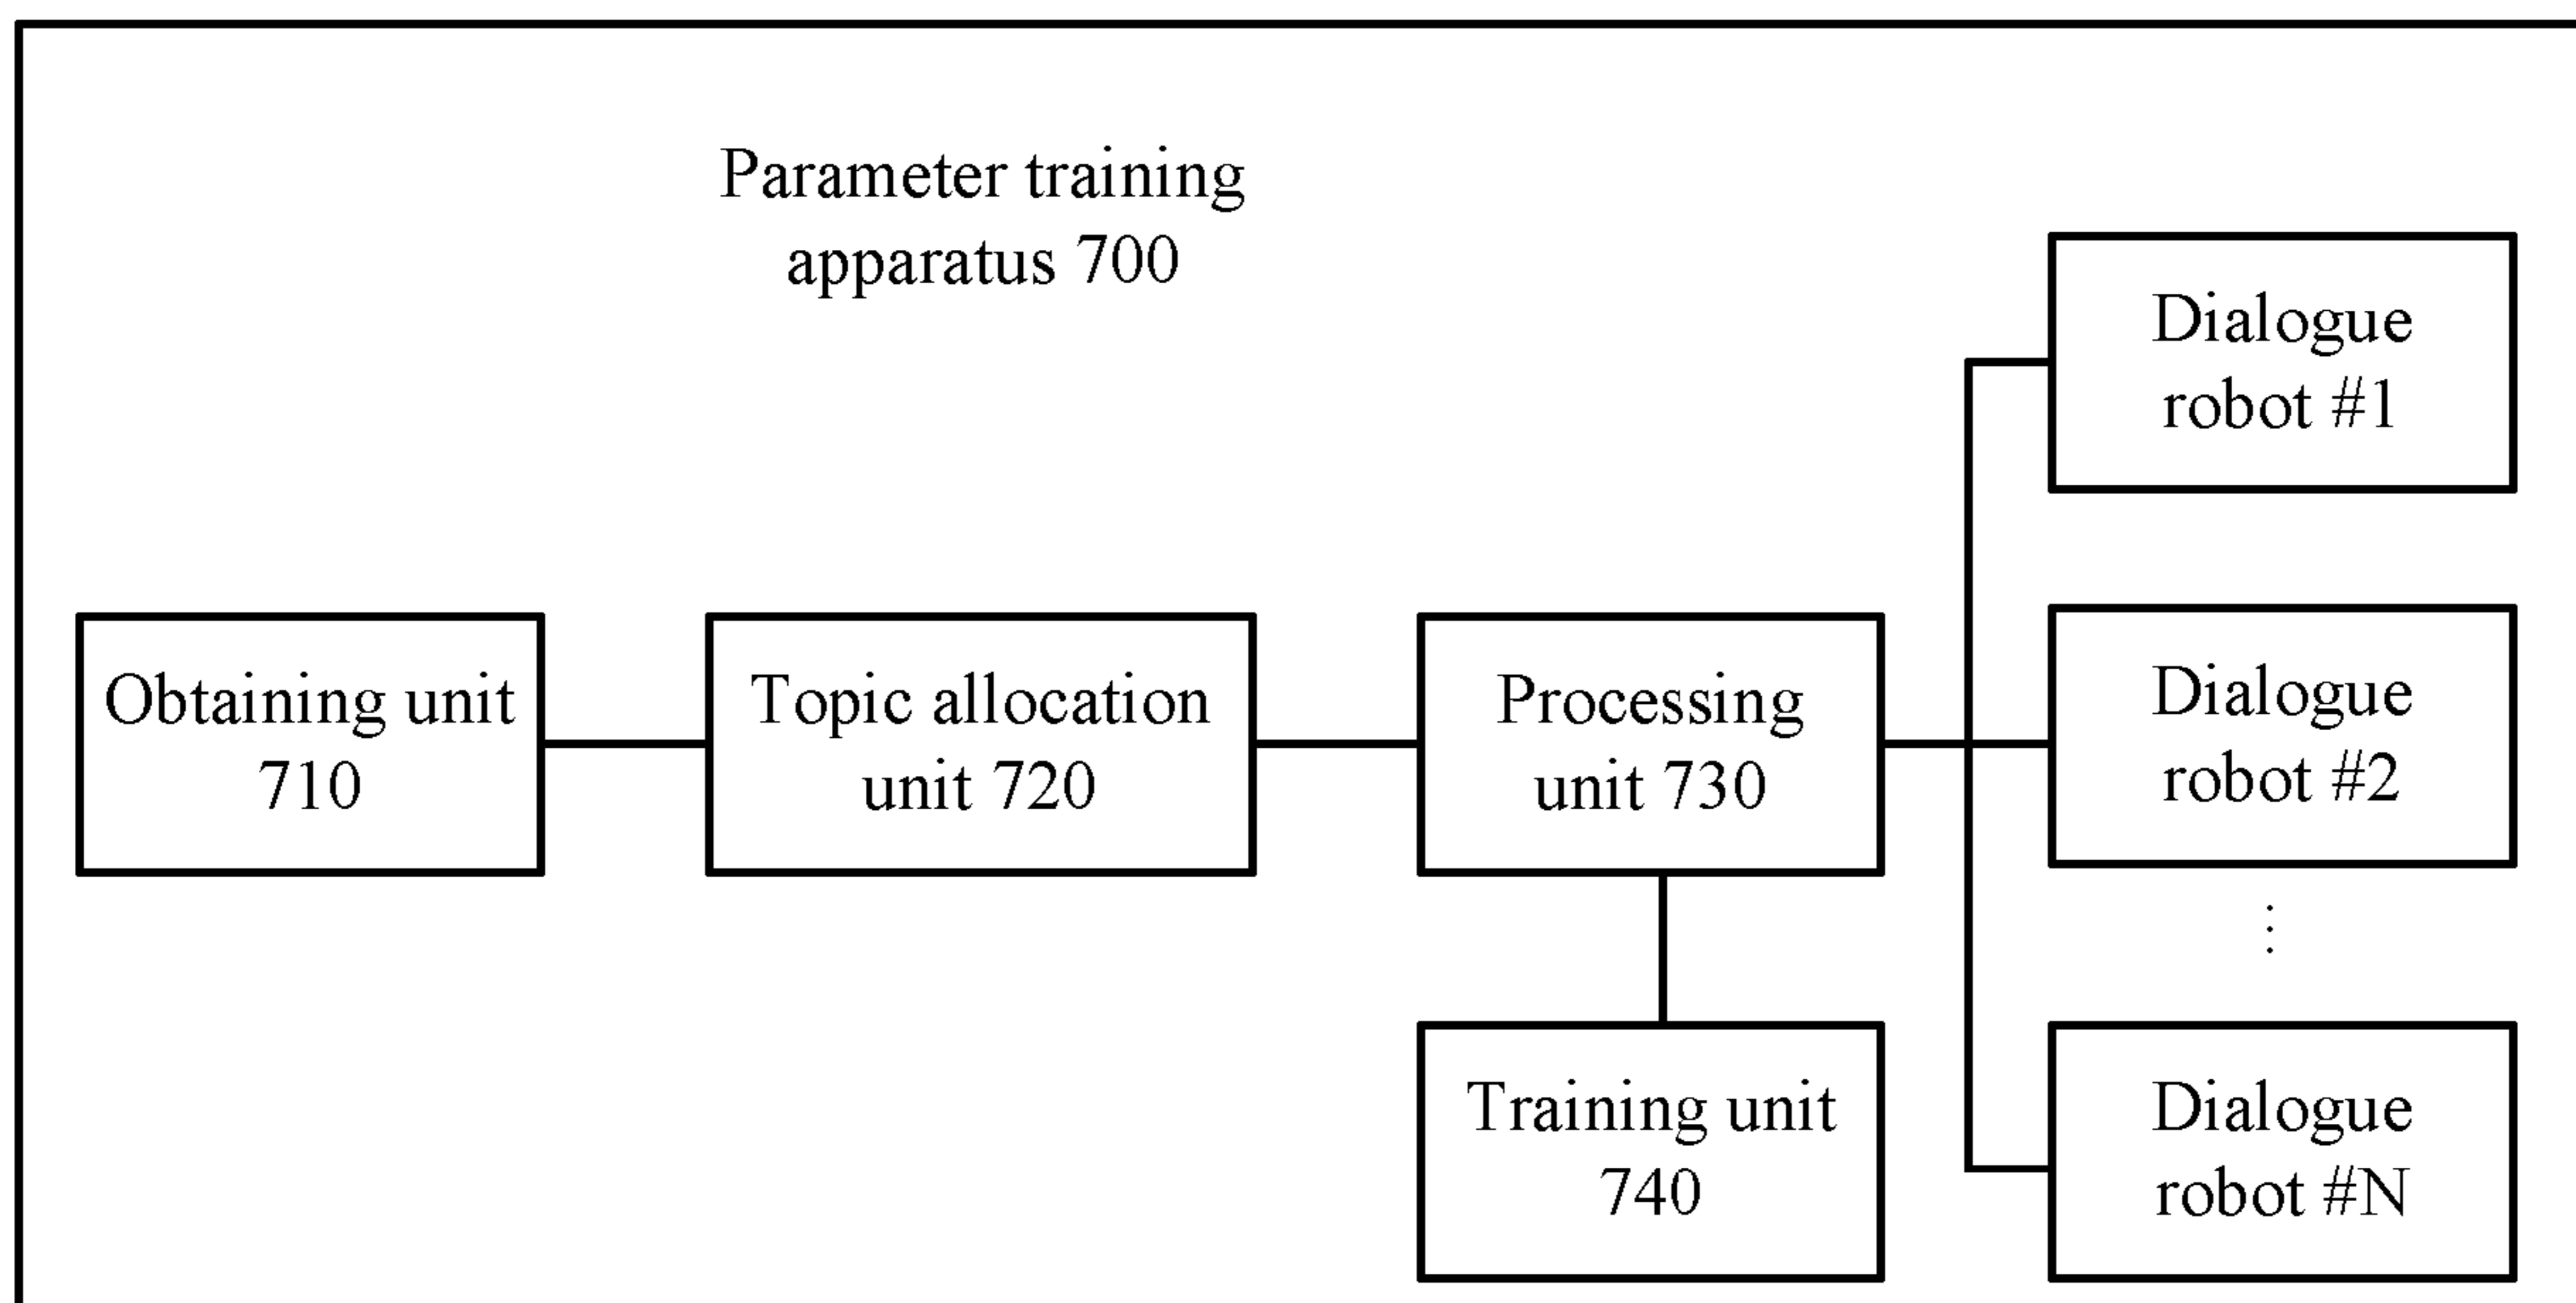 Parameter training
apparatus 700
Dialogue
robot #1
Obtaining unit
710
Topic allocation
unit 720
Processing
unit 730
Dialogue
robot #2
⋮
Training unit
740
Dialogue
robot #N